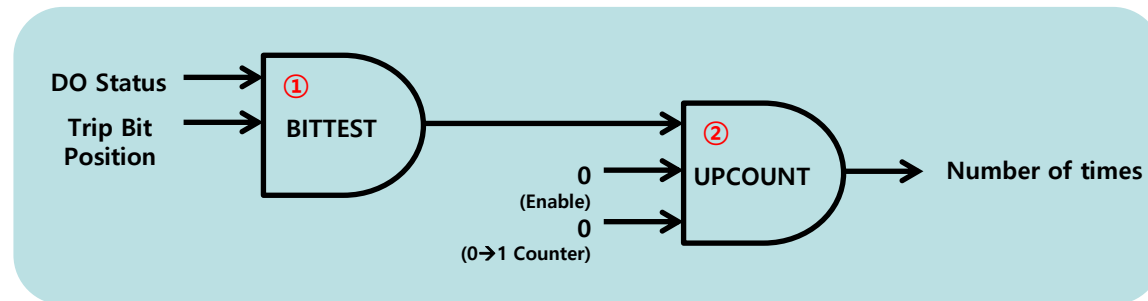 DO Status
Trip Bit
Position
①
BITTEST
②
UPCOUNT
0
(Enable)
0
(0→1 Counter)
Number of times